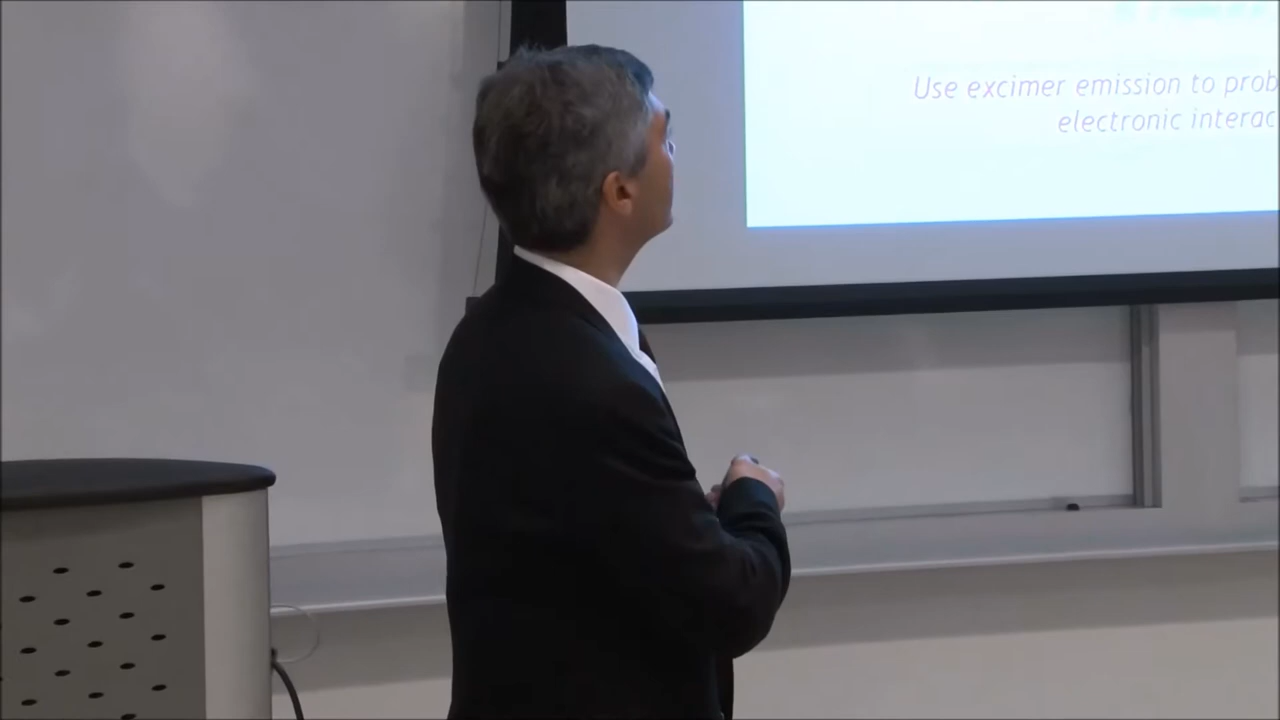 Use excimer emission to prob
electronic interac